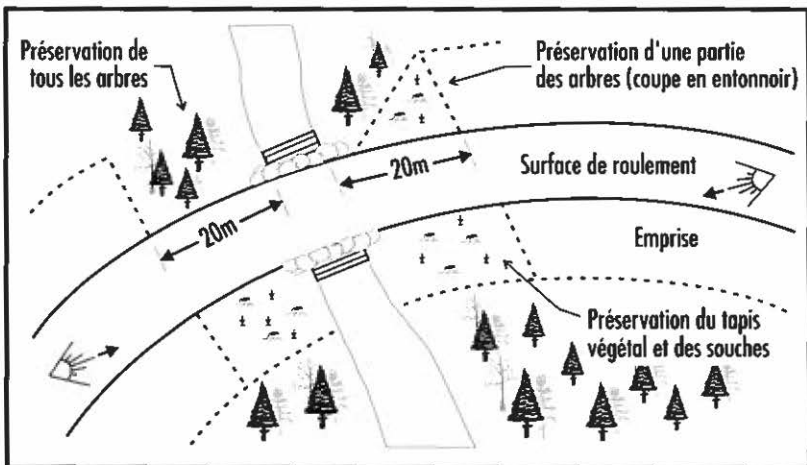 Préservation de
tous les arbres
Préservation d'une partie
des arbres (coupe en entonnoir)
20m
Surface de roulement
20m
Emprise
Préservation du tapis
végétal et des souches